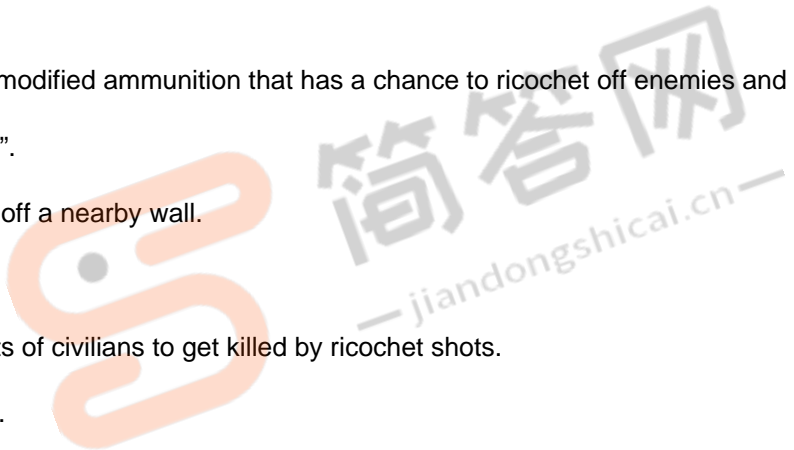 modified ammunition that has a chance to ricochet off enemies and
”.
off a nearby wall.
ts of civilians to get killed by ricochet shots.
.
简答网
jiandongshicai.cn